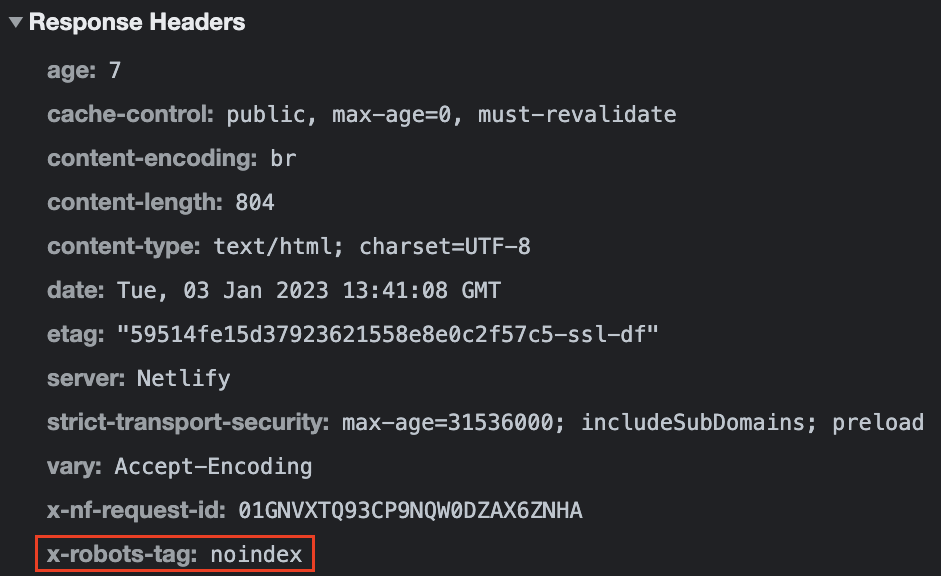 Response Headers
age: 7
cache-control: public, max-age=0, must-revalidate
content-encoding: br
content-length: 804
content-type: text/html; charset=UTF-8
date: Tue, 03 Jan 2023 13:41:08 GMT
etag: "59514fe15d37923621558e8e0c2f57c5-ssl-df"
server: Netlify
strict-transport-security: max-age=31536000; includeSubDomains; preload
vary: Accept-Encoding
x-nf-request-id: 01GNVXTQ93CP9NQW0DZAX6ZNHA
x-robots-tag: noindex